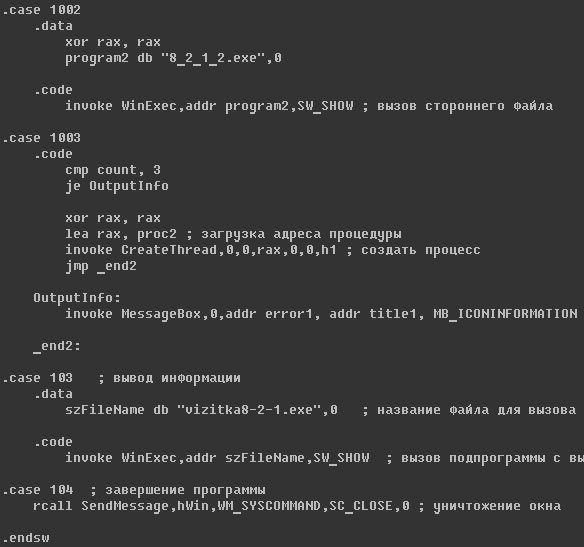 .case 1002
.data
xor rax, rax
program2 db "8_2_1_2.exe",0
.code
invoke WinExec,addr program2,SW_SHOW ; вызов стороннего файла
.case 1003
.code
cmp count, 3
je OutputInfo
xor rax, rax
lea rax, proc2 ; загрузка адреса процедуры
invoke CreateThread,0,0,rax,0,0,h1 ; создать процесс
jmp _end2
OutputInfo:
invoke MessageBox,0,addr error1, addr title1, MB_ICONINFORMATION
_end2:
.case 103 ; вывод информации
.data
szFileName db "vizitka8-2-1.exe",0 ; название файла для вызова
.code
invoke WinExec,addr szFileName,SW_SHOW ; вызов подпрограммы с вы
.case 104 ; завершение программы
rcall SendMessage,hWin,WM_SYSCOMMAND,SC_CLOSE,0 ; уничтожение окна
.endsw